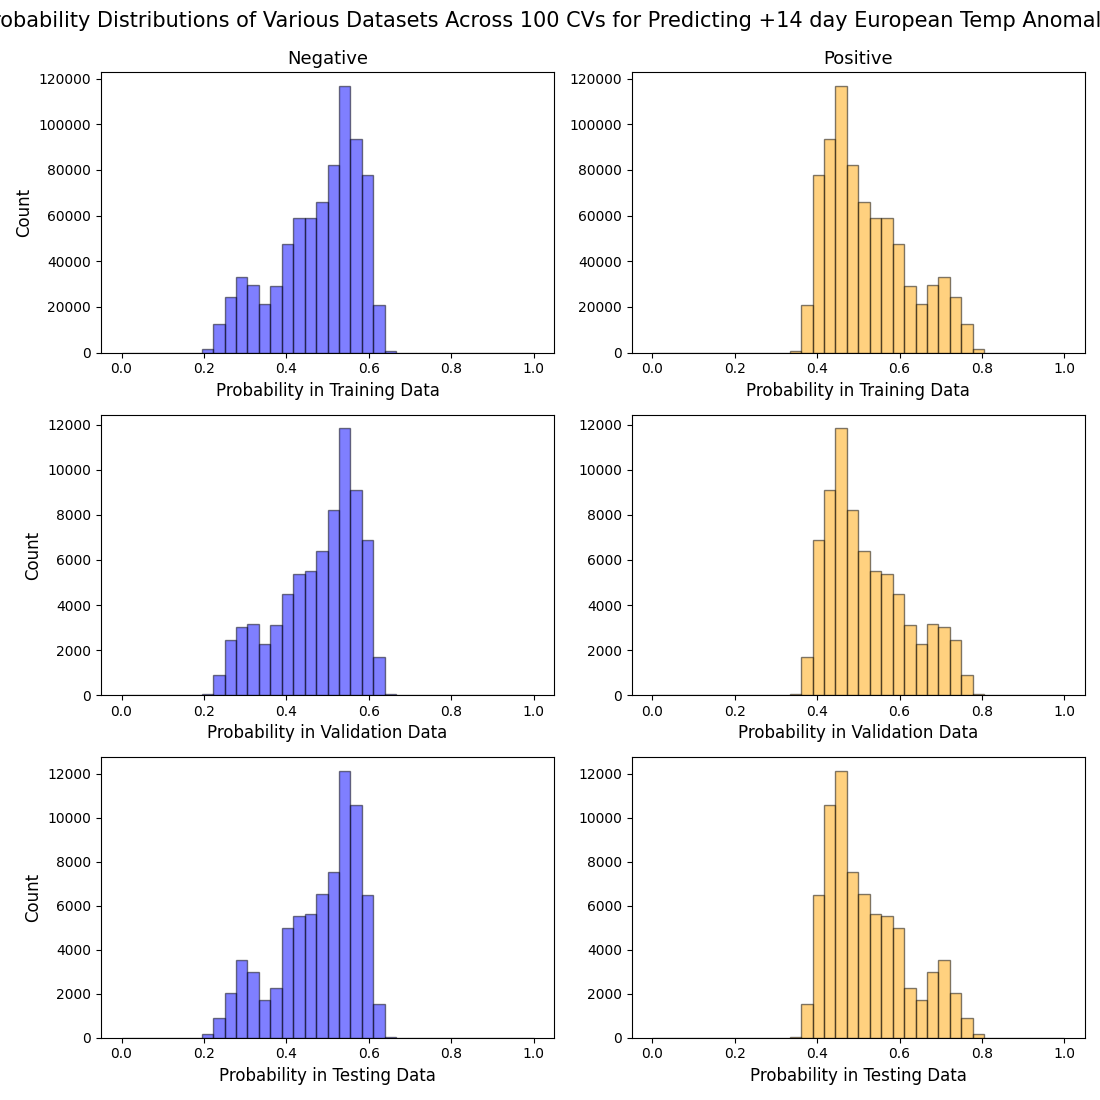 robability Distributions of Various Datasets Across 100 CVs for Predicting +14 day European Temp Anomal
Negative
Positive
120000
100000
80000
60000
40000
20000
0
Count
0.0 0.2 0.4 0.6 0.8 1.0
Probability in Training Data
120000
100000
80000
60000
40000
20000
0
0.0 0.2 0.4 0.6 0.8 1.0
Probability in Training Data
12000
10000
8000
6000
4000
2000
0
Count
0.0 0.2 0.4 0.6 0.8 1.0
Probability in Validation Data
12000
10000
8000
6000
4000
2000
0
0.0 0.2 0.4 0.6 0.8 1.0
Probability in Validation Data
12000
10000
8000
6000
4000
2000
0
Count
0.0 0.2 0.4 0.6 0.8 1.0
Probability in Testing Data
12000
10000
8000
6000
4000
2000
0
0.0 0.2 0.4 0.6 0.8 1.0
Probability in Testing Data